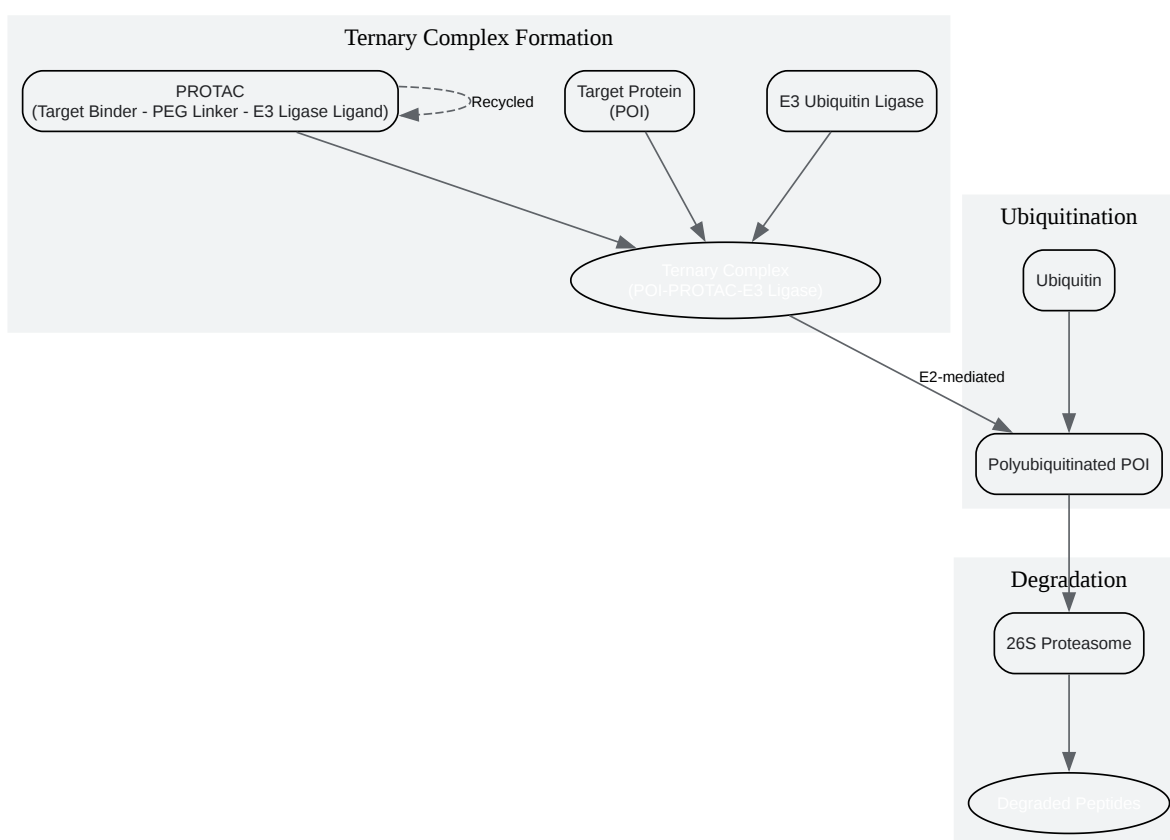 Ternary Complex Formation
PROTAC
(Target Binder - PEG Linker - E3 Ligase Ligand)
Recycled
Target Protein
(POI)
E3 Ubiquitin Ligase
Ternary Complex
(POI-PROTAC-E3 Ligase)
Ubiquitination
Ubiquitin
E2-mediated
Polyubiquitinated POI
Degradation
26S Proteasome
Degraded Peptides